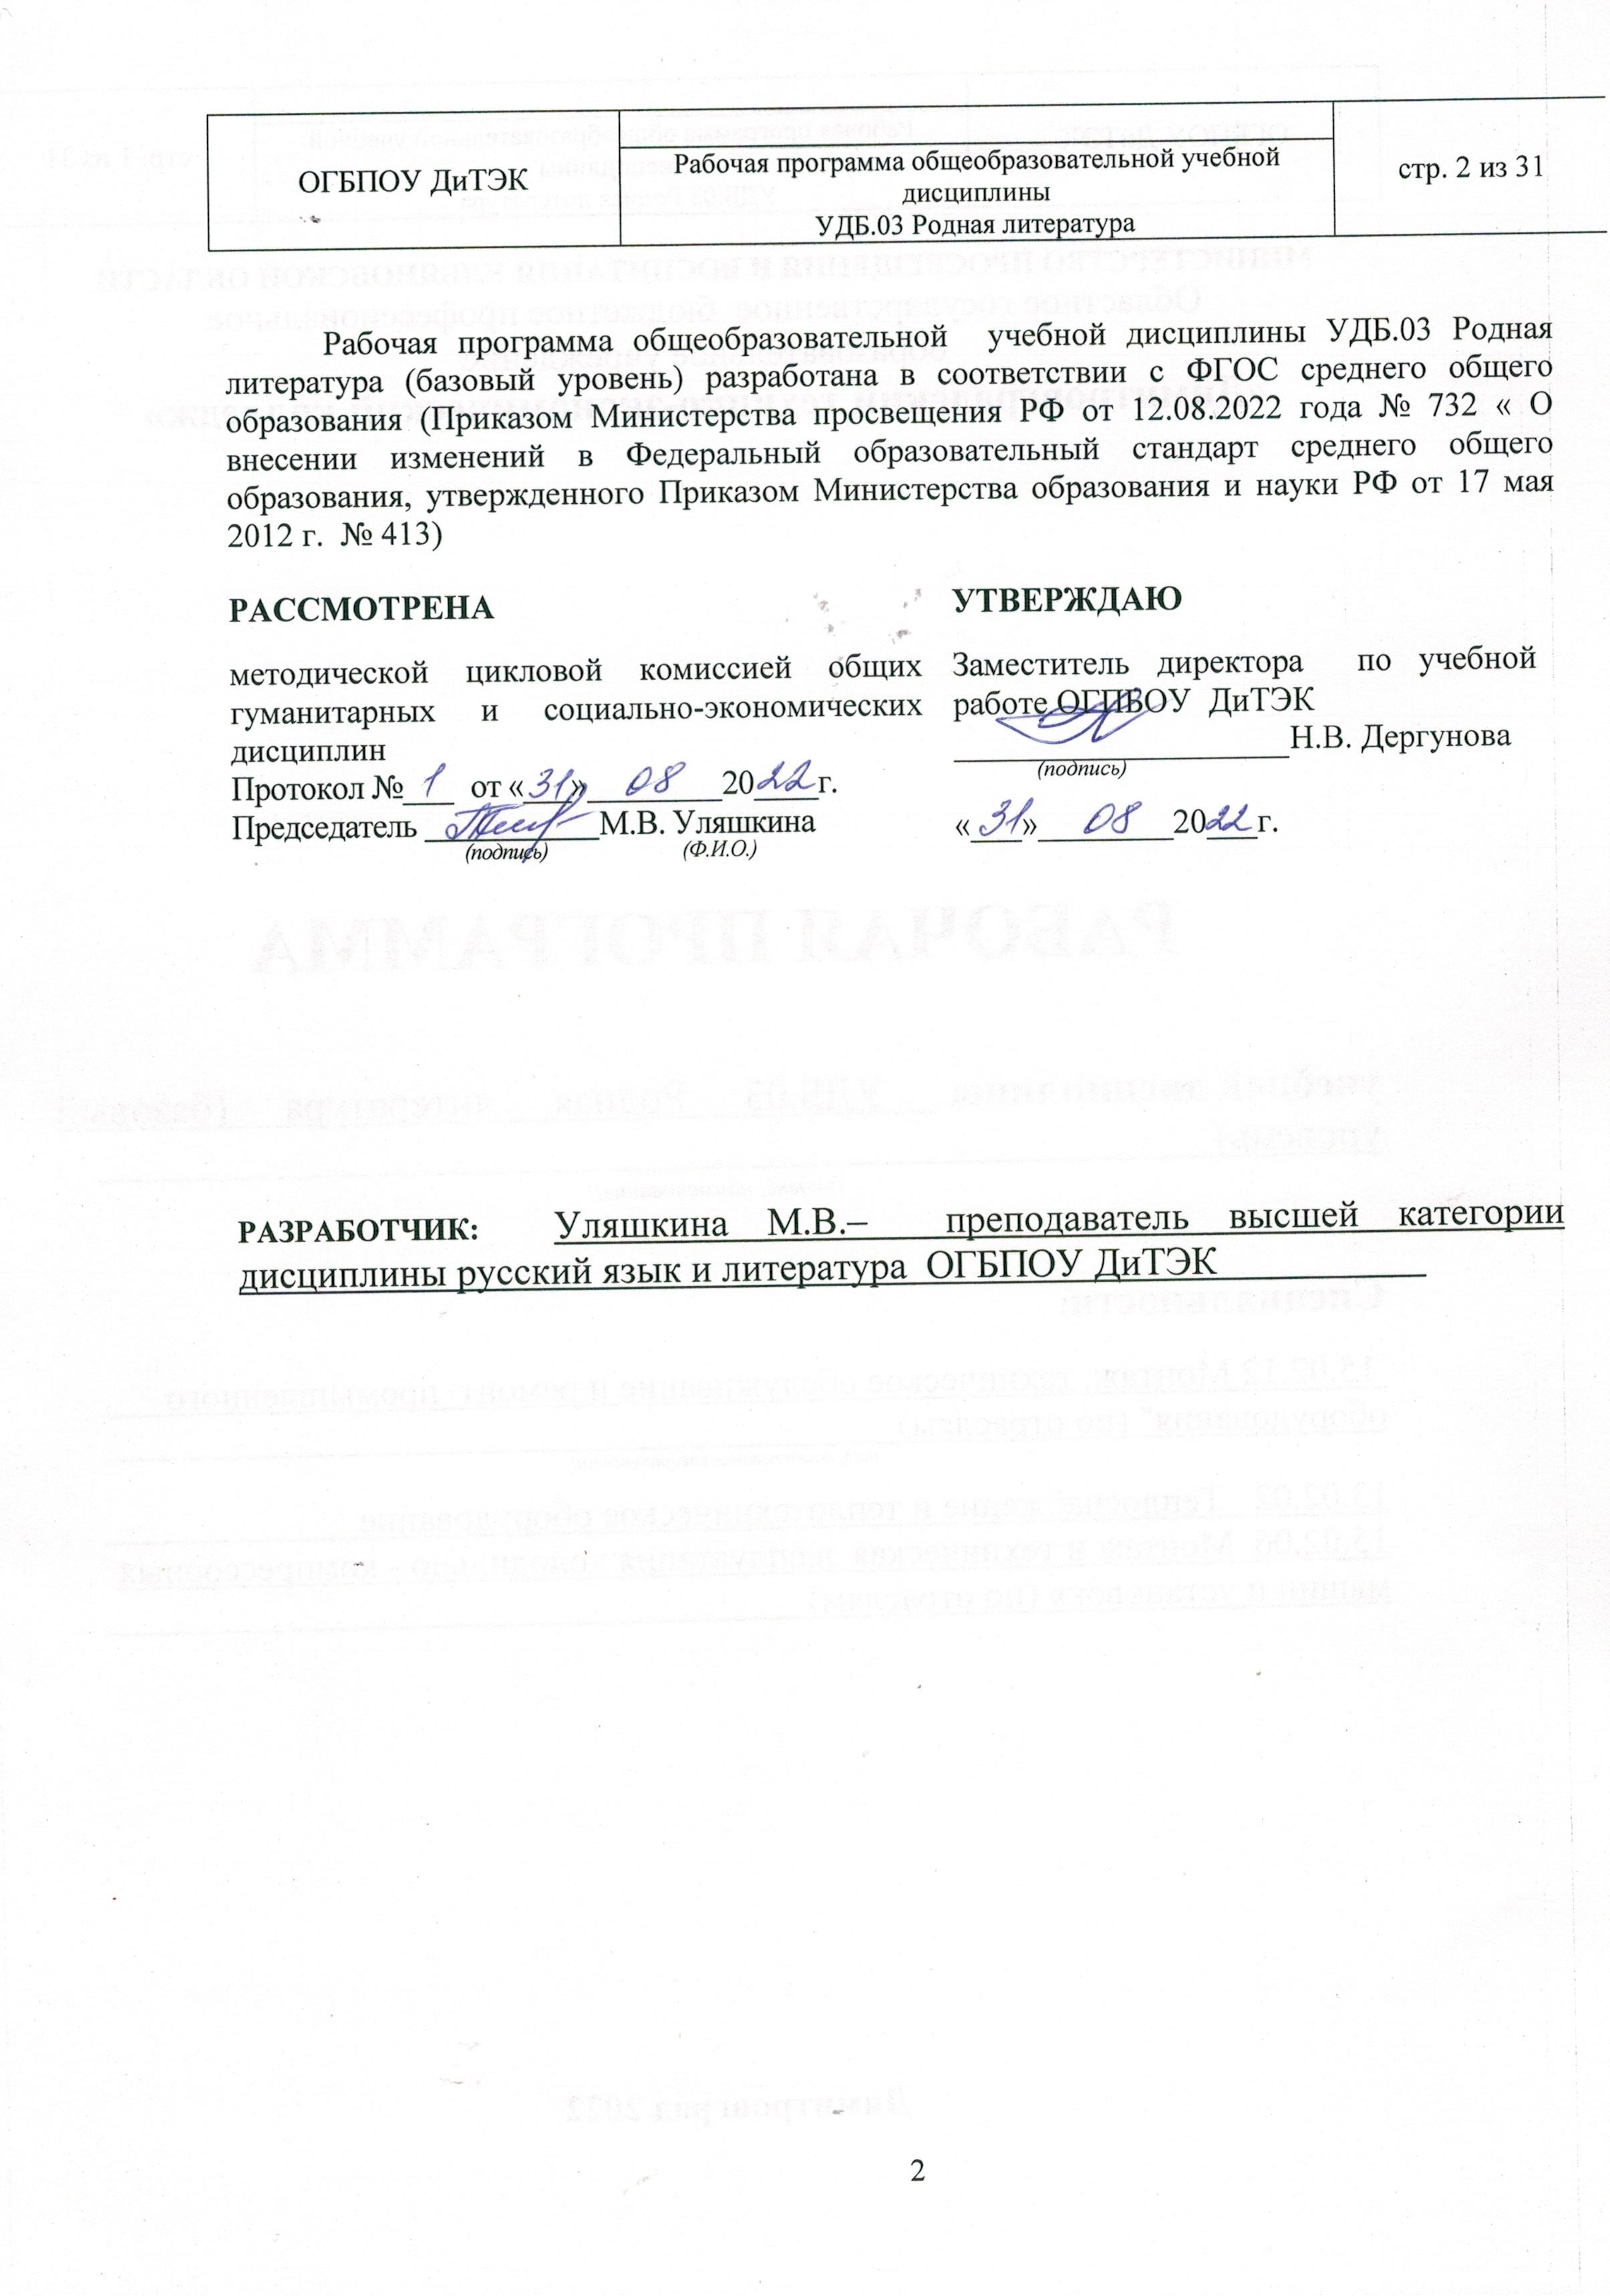 ОГБПОУ ДиТЭК
Рабочая программа общеобразовательной учебной
дисциплины
УДБ.03 Родная литература
стр. 2 из 31
Рабочая программа общеобразовательной учебной дисциплины УДБ.03 Родная
литература (базовый уровень) разработана в соответствии с ФГОС среднего общего
образования (Приказом Министерства просвещения РФ от 12.08.2022 года № 732 « О
внесении изменений в Федеральный образовательный стандарт среднего общего
образования, утвержденного Приказом Министерства образования и науки РФ от 17 мая
2012 г. № 413)
РАССМОТРЕНА
методической цикловой комиссией общих
гуманитарных и социально-экономических
дисциплин
Протокол № 1 от «31» 08 2022 г.
Председатель М.В. Уляшкина
(подпись) (Ф.И.О.)
УТВЕРЖДАЮ
Заместитель директора по учебной
работе ОГПБОУ ДиТЭК
Н.В. Дергунова
(подпись)
«31» 08 2022 г.
РАЗРАБОТЧИК: Уляшкина М.В.– преподаватель высшей категории
дисциплины русский язык и литература ОГБПОУ ДиТЭК
2